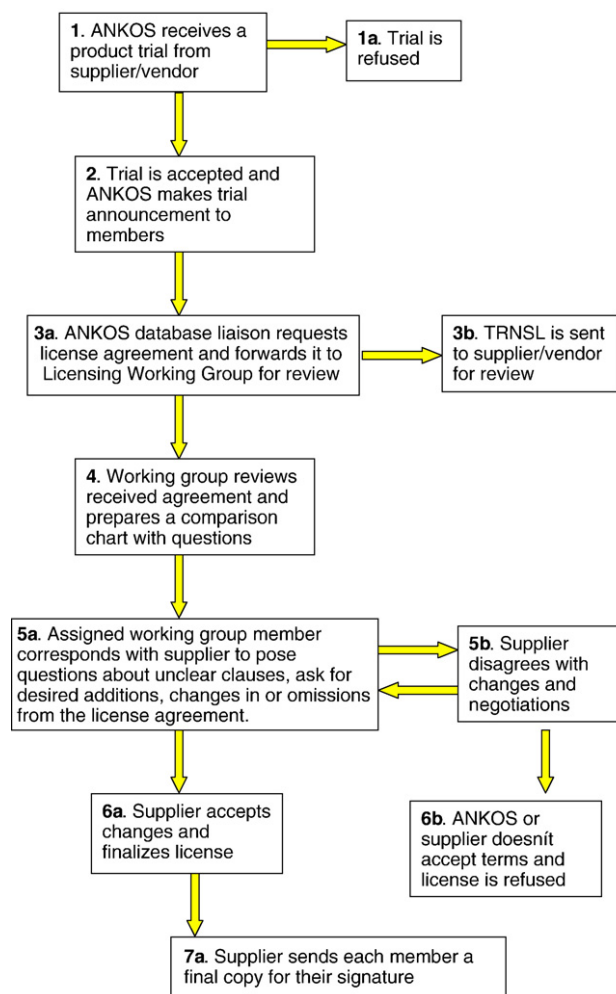 1. ANKOS receives a
product trial from
supplier/vendor
1a. Trial is
refused
2. Trial is accepted and
ANKOS makes trial
announcement to
members
3a. ANKOS database liaison requests
license agreement and forwards it to
Licensing Working Group for review
3b. TRNSL is sent
to supplier/vendor
for review
4. Working group reviews
received agreement and
prepares a comparison
chart with questions
5a. Assigned working group member
corresponds with supplier to pose
questions about unclear clauses, ask for
desired additions, changes in or omissions
from the license agreement.
5b. Supplier
disagrees with
changes and
negotiations
6a. Supplier accepts
changes and
finalizes license
6b. ANKOS or
supplier doesnít
accept terms and
license is refused
7a. Supplier sends each member a
final copy for their signature